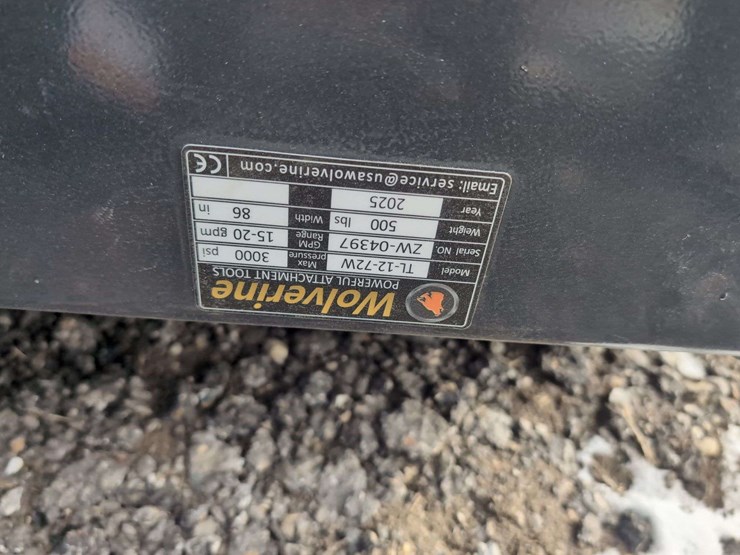 Wolverine
POWERFUL ATTACHMENT TOOLS
Model TL-12-72W Max pressure 3000 psi
Serial NO. ZW-04397 GPM Range 15-20 gpm
Weight 500 lbs Width 86 in
Year 2025
Email: service@usawolverine.com CE